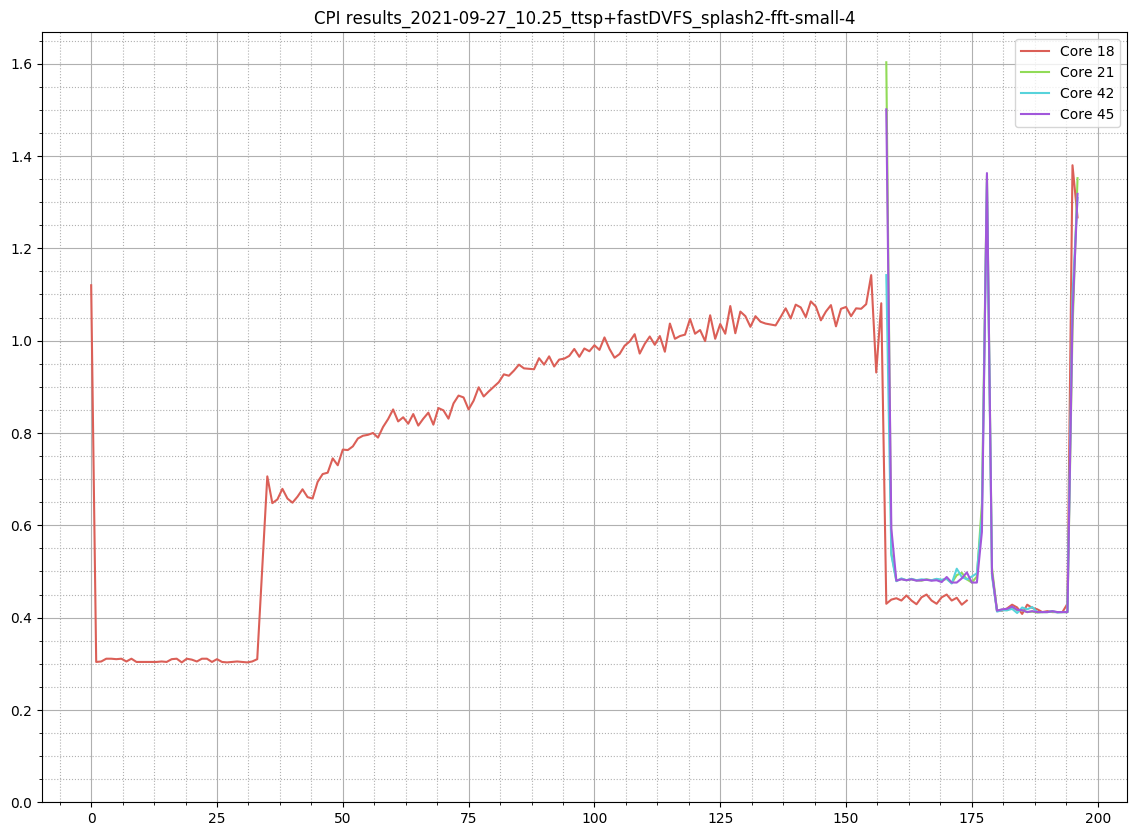 CPI results_2021-09-27_10.25_ttsp+fastDVFS_splash2-fft-small-4
Core 18
Core 21
Core 42
Core 45
1.6
1.4
1.2
1.0
0.8
0.6
0.4
0.2
0.0
0 25 50 75 100 125 150 175 200